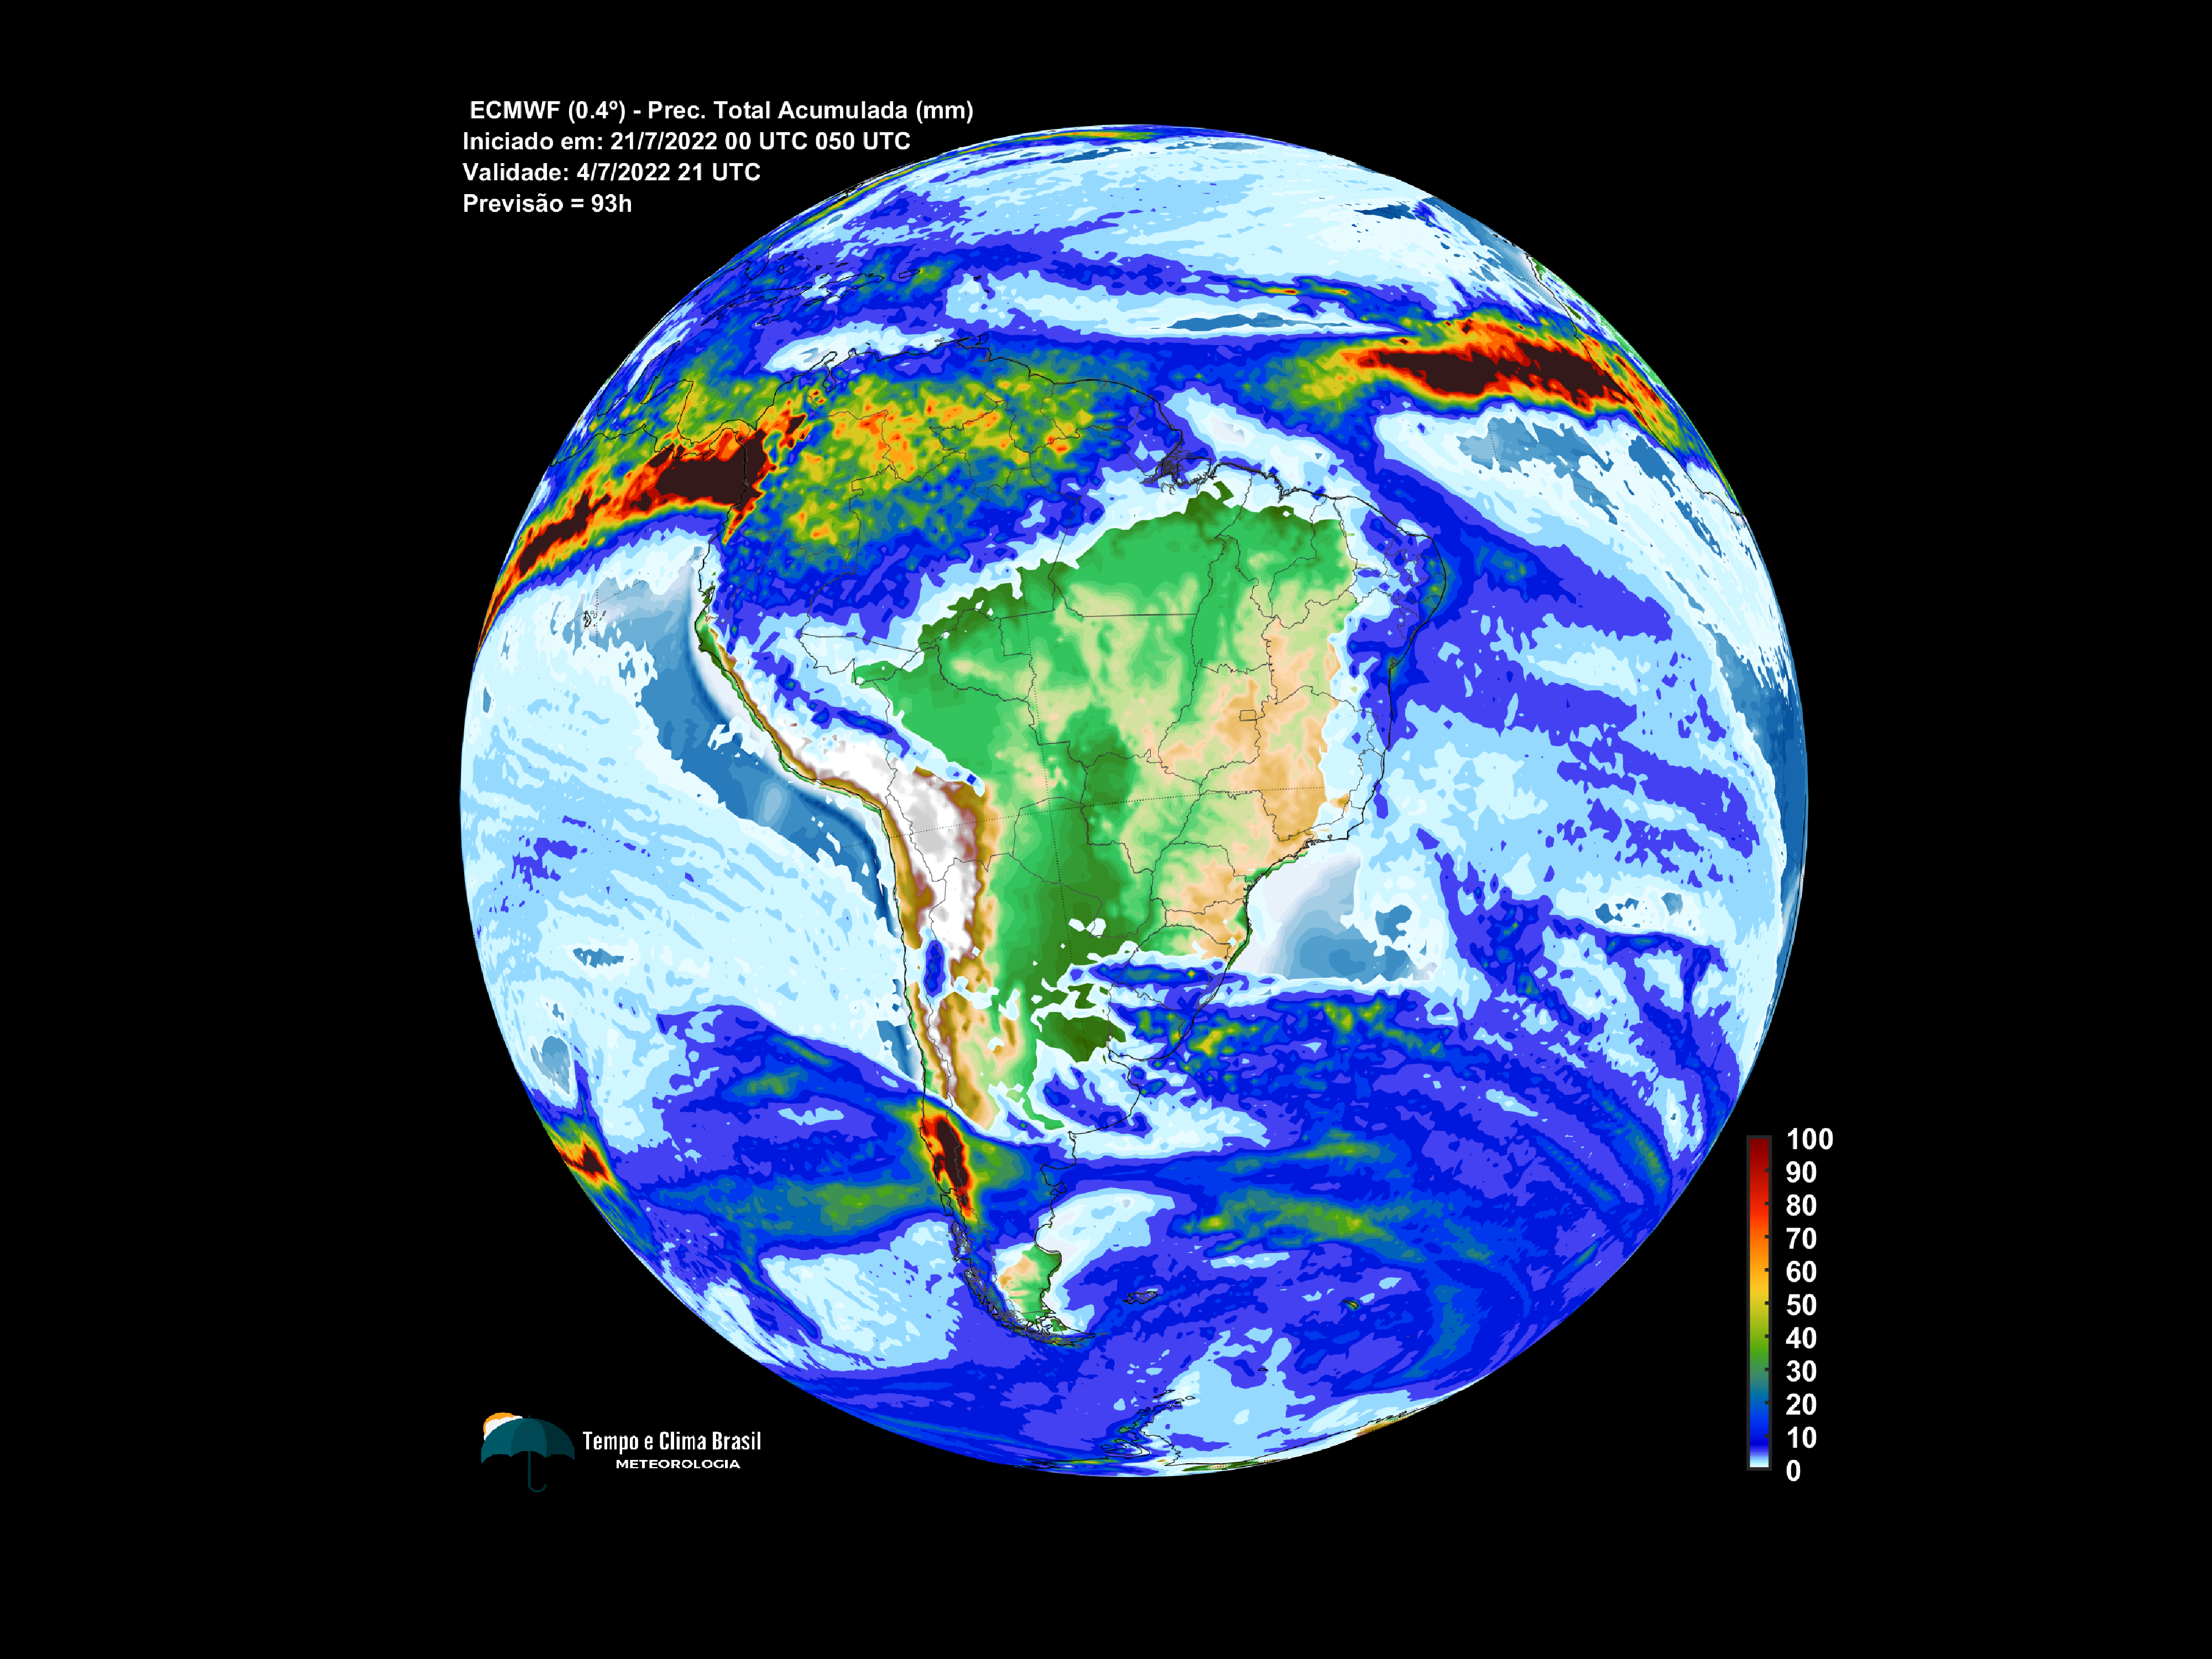 ECMWF (0.4º) - Prec. Total Acumulada (mm)
Iniciado em: 21/7/2022 00 UTC 050 UTC
Validade: 4/7/2022 21 UTC
Previsão = 93h
100
90
80
70
60
50
40
30
20
10
0
Tempo e Clima Brasil
METEOROLOGIA